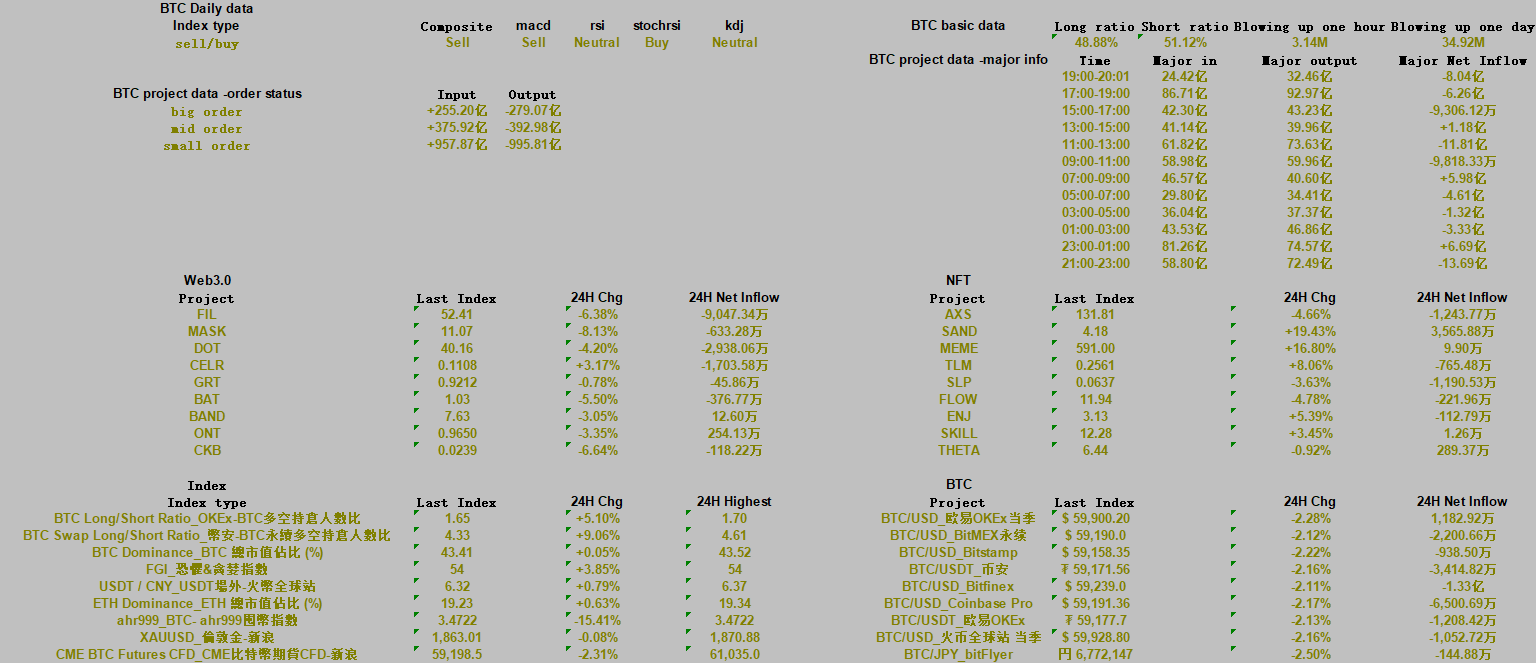 BTC Daily data
Index type Composite macd rsi stochrsi kdj
sell/buy Sell Sell Neutral Buy Neutral
BTC project data -order status Input Output
big order +255.20亿 -279.07亿
mid order +375.92亿 -392.98亿
small order +957.87亿 -995.81亿
BTC basic data Long ratio Short ratio Blowing up one hour Blowing up one day
48.88% 51.12% 3.14M 34.92M
BTC project data -major info Time Major in Major output Major Net Inflow
19:00-20:01 24.42亿 32.46亿 -8.04亿
17:00-19:00 86.71亿 92.97亿 -6.26亿
15:00-17:00 42.30亿 43.23亿 -9,306.12万
13:00-15:00 41.14亿 39.96亿 +1.18亿
11:00-13:00 61.82亿 73.63亿 -11.81亿
09:00-11:00 58.98亿 59.96亿 -9,818.33万
07:00-09:00 46.57亿 40.60亿 +5.98亿
05:00-07:00 29.80亿 34.41亿 -4.61亿
03:00-05:00 36.04亿 37.37亿 -1.32亿
01:00-03:00 43.53亿 46.86亿 -3.33亿
23:00-01:00 81.26亿 74.57亿 +6.69亿
21:00-23:00 58.80亿 72.49亿 -13.69亿
Web3.0
Project Last Index 24H Chg 24H Net Inflow
FIL 52.41 -6.38% -9,047.34万
MASK 11.07 -8.13% -633.28万
DOT 40.16 -4.20% -2,938.06万
CELR 0.1108 +3.17% -1,703.58万
GRT 0.9212 -0.78% -45.86万
BAT 1.03 -5.50% -376.77万
BAND 7.63 -3.05% 12.60万
ONT 0.9650 -3.35% 254.13万
CKB 0.0239 -6.64% -118.22万
NFT
Project Last Index 24H Chg 24H Net Inflow
AXS 131.81 -4.66% -1,243.77万
SAND 4.18 +19.43% 3,565.88万
MEME 591.00 +16.80% 9.90万
TLM 0.2561 +8.06% -765.48万
SLP 0.0637 -3.63% -1,190.53万
FLOW 11.94 -4.78% -221.96万
ENJ 3.13 +5.39% -112.79万
SKILL 12.28 +3.45% 1.26万
THETA 6.44 -0.92% 289.37万
Index
Index type Last Index 24H Chg 24H Highest
BTC Long/Short Ratio_OKEx-BTC多空持倉人數比 1.65 +5.10% 1.70
BTC Swap Long/Short Ratio_幣安-BTC永續多空持倉人數比 4.33 +9.06% 4.61
BTC Dominance_BTC 總市值佔比 (%) 43.41 +0.05% 43.52
FGI_恐懼&貪婪指數 54 +3.85% 54
USDT / CNY_USDT場外-火幣全球站 6.32 +0.79% 6.37
ETH Dominance_ETH 總市值佔比 (%) 19.23 +0.63% 19.34
ahr999_BTC- ahr999囤幣指數 3.4722 -15.41% 3.4722
XAUUSD_倫敦金-新浪 1,863.01 -0.08% 1,870.88
CME BTC Futures CFD_CME比特幣期貨CFD-新浪 59,198.5 -2.31% 61,035.0
BTC
Project Last Index 24H Chg 24H Net Inflow
BTC/USD_欧易OKEx当季 $ 59,900.20 -2.28% 1,182.92万
BTC/USD_BitMEX永续 $ 59,190.0 -2.12% -2,200.66万
BTC/USD_Bitstamp $ 59,158.35 -2.22% -938.50万
BTC/USDT_币安 ₮ 59,171.56 -2.16% -3,414.82万
BTC/USD_Bitfinex $ 59,239.0 -2.11% -1.33亿
BTC/USD_Coinbase Pro $ 59,191.36 -2.17% -6,500.69万
BTC/USDT_欧易OKEx ₮ 59,177.7 -2.13% -1,208.42万
BTC/USD_火币全球站 当季 $ 59,928.80 -2.16% -1,052.72万
BTC/JPY_bitFlyer 円 6,772,147 -2.50% -144.88万